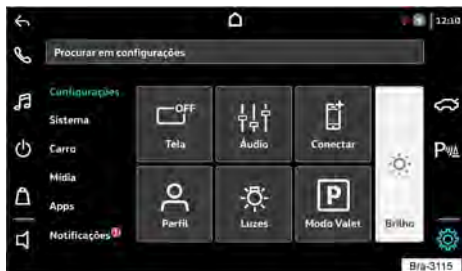 12:10
Procurar em configurações
Configurações
Sistema
Carro
Mídia
Apps
Notificações
OFF
Tela
Áudio
Conectar
Perfil
Luzes
P
Modo Valet
Brilho
P
Bra-3115